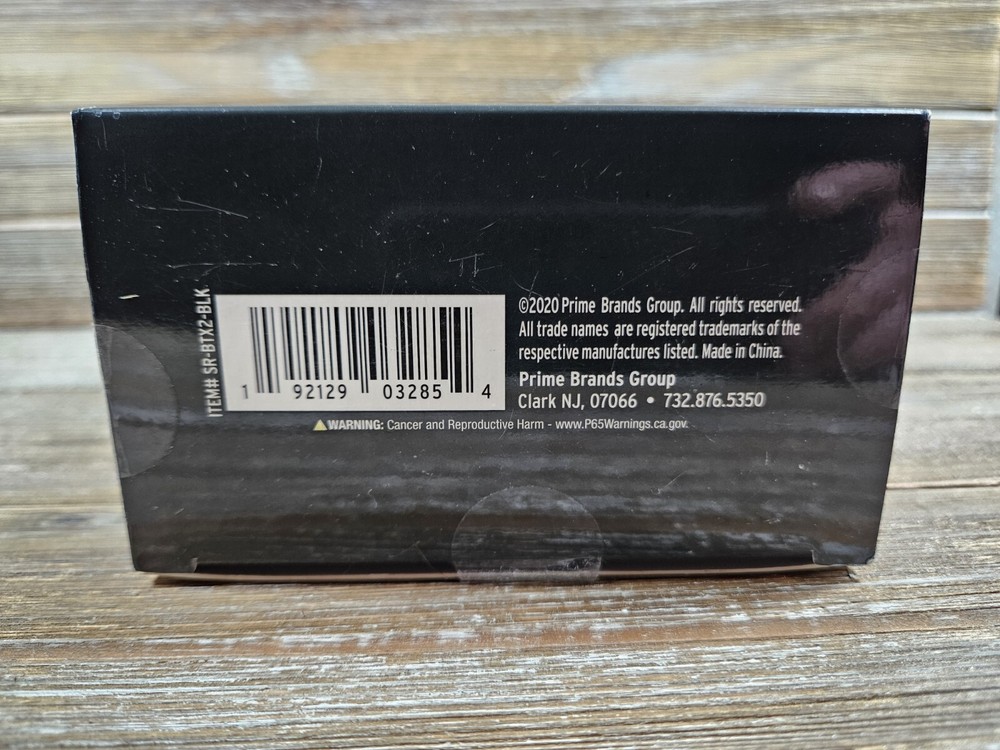 ITEM# SR-BTX2-BLK
1 92129 03285 4
©2020 Prime Brands Group. All rights reserved.
All trade names are registered trademarks of the
respective manufactures listed. Made in China.
Prime Brands Group
Clark NJ, 07066 • 732.876.5350
WARNING: Cancer and Reproductive Harm - www.P65Warnings.ca.gov.